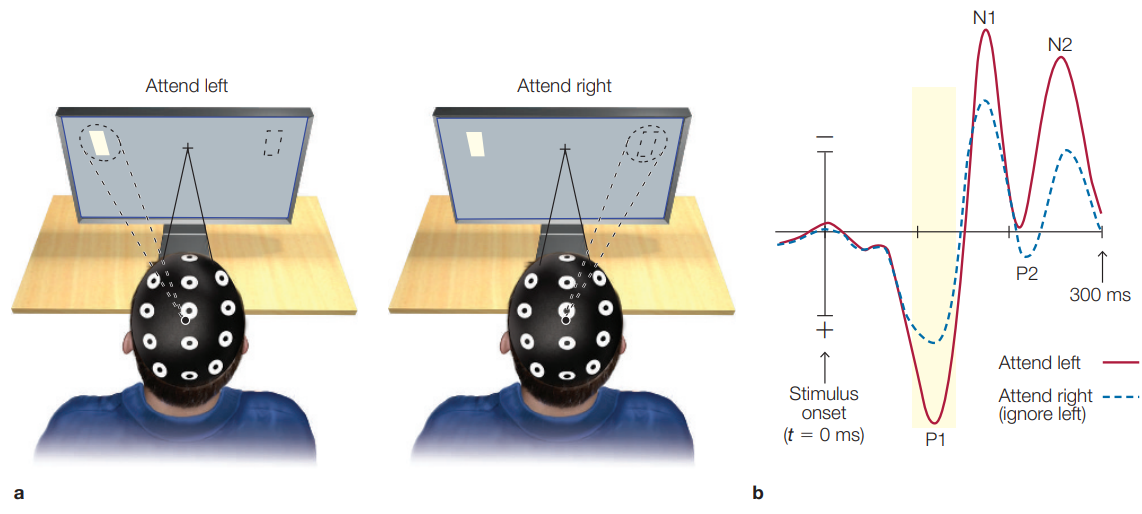 Attend left
Attend right
a
N1
N2
–
+
P1
P2
300 ms
Stimulus
onset
(t = 0 ms)
Attend left
Attend right
(ignore left)
b